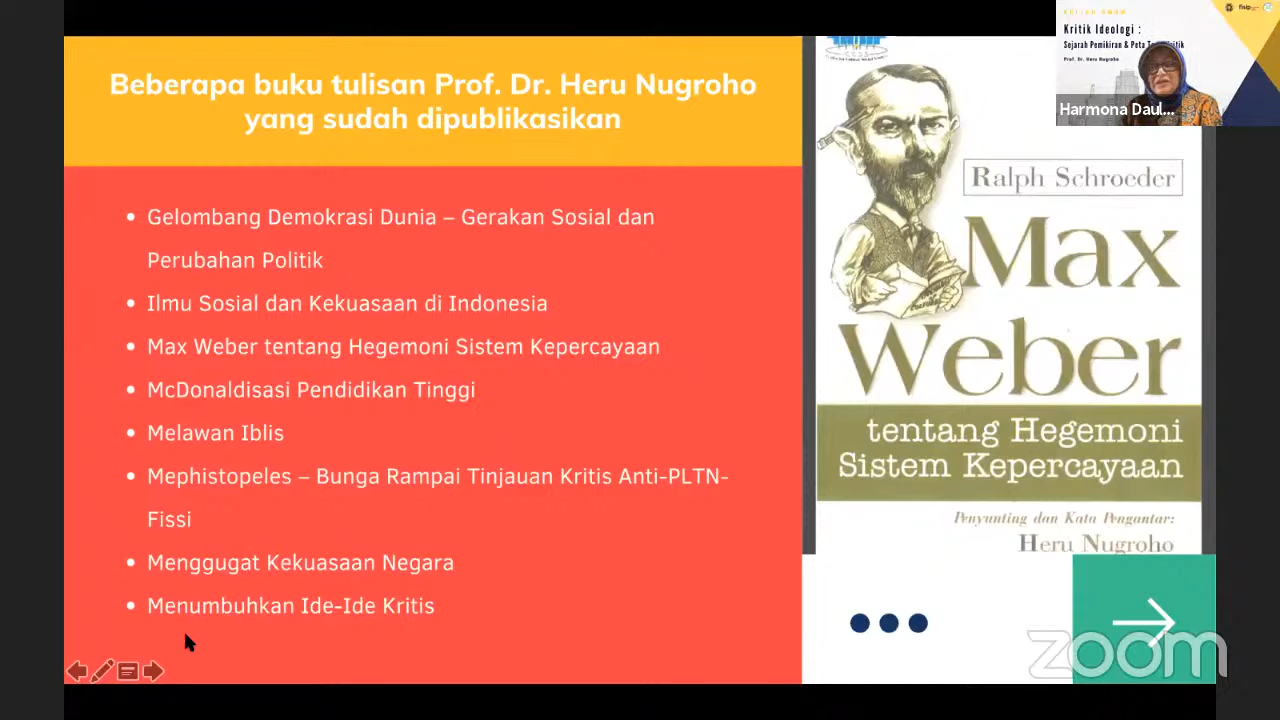 Beberapa buku tulisan Prof. Dr. Heru Nugroho
yang sudah dipublikasikan
• Gelombang Demokrasi Dunia – Gerakan Sosial dan
Perubahan Politik
• Ilmu Sosial dan Kekuasaan di Indonesia
• Max Weber tentang Hegemoni Sistem Kepercayaan
• McDonaldisasi Pendidikan Tinggi
• Melawan Iblis
• Mephistopeles – Bunga Rampai Tinjauan Kritis Anti-PLTN-
Fissi
• Menggugat Kekuasaan Negara
• Menumbuhkan Ide-Ide Kritis
Ralph Schroeder
Max
Weber
tentang Hegemoni
Sistem Kepercayaan
Penyunting dan Kata Pengantar:
Heru Nugroho
Kritik Ideologi :
Sejarah Pemikiran & Peta
Prof. Dr. Heru Nugroho
Harmona Daul...
zoom